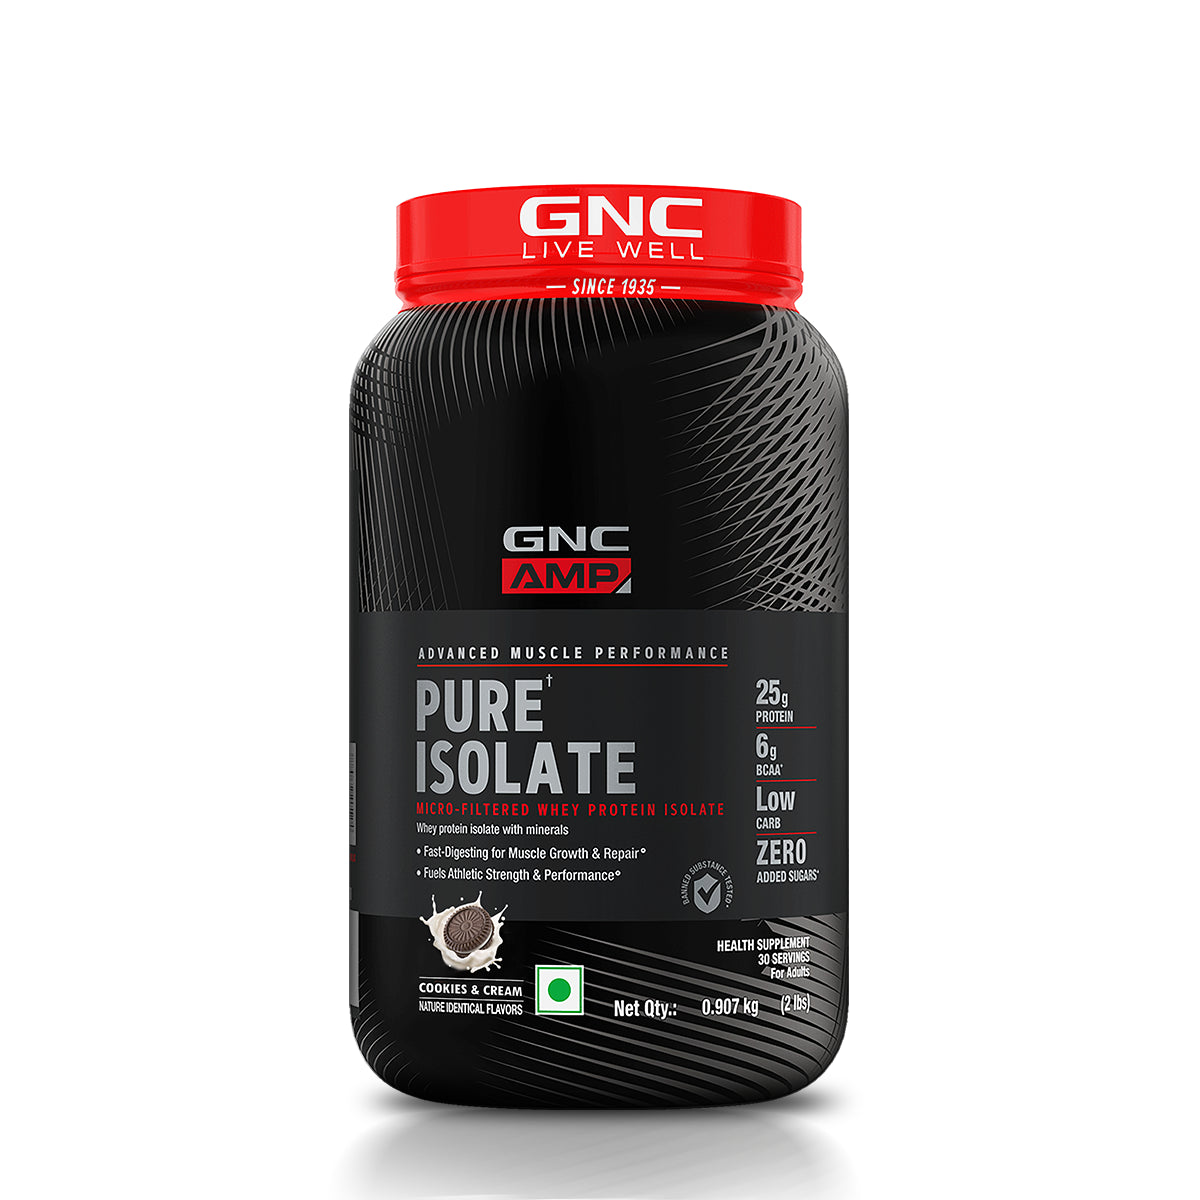 GNC
LIVE WELL
SINCE 1935
GNC
AMP
ADVANCED MUSCLE PERFORMANCE
PURE†
ISOLATE
MICRO-FILTERED WHEY PROTEIN ISOLATE
Whey protein isolate with minerals
• Fast-Digesting for Muscle Growth & Repair°
• Fuels Athletic Strength & Performance°
25g
PROTEIN
6g
BCAA*
Low
CARB
ZERO
ADDED SUGARS*
BANNED SUBSTANCE TESTED
COOKIES & CREAM
NATURE IDENTICAL FLAVORS
HEALTH SUPPLEMENT
30 SERVINGS
For Adults
Net Qty.: 0.907 kg (2 lbs)